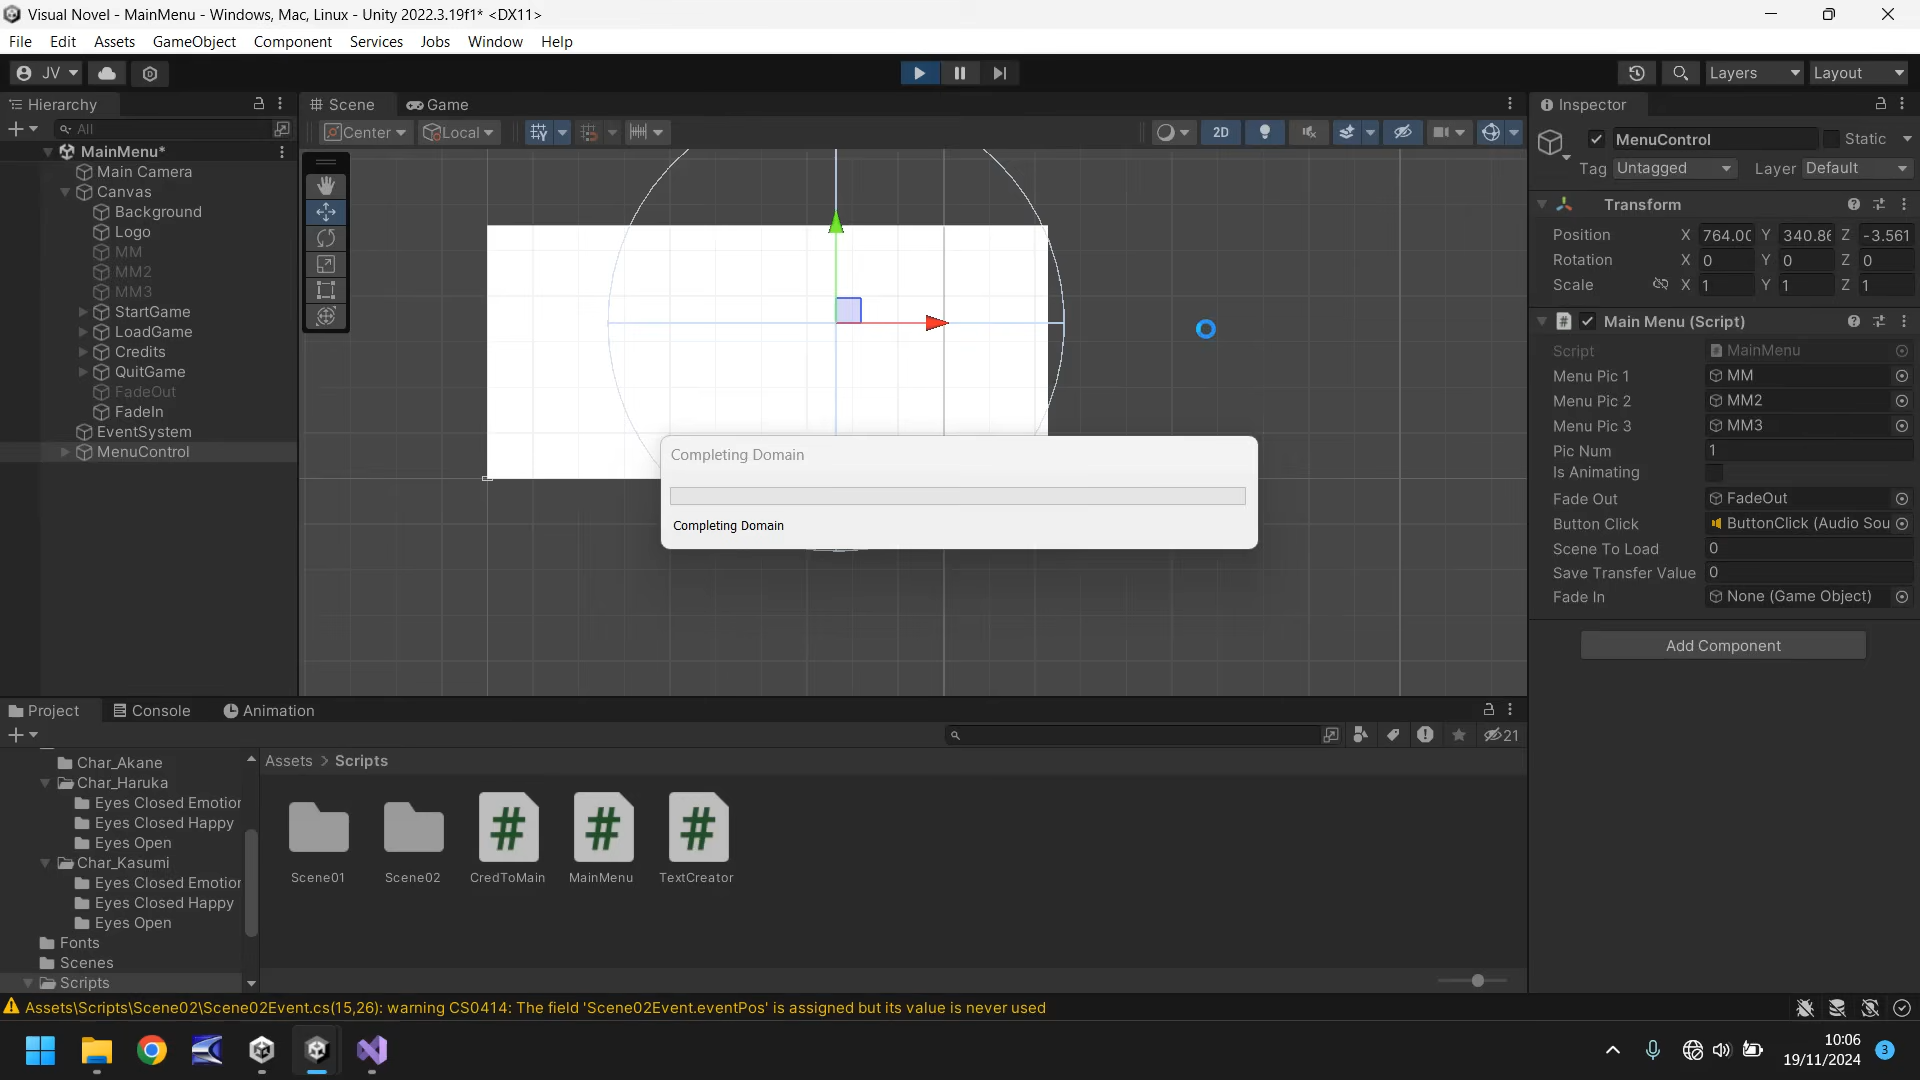 Visual Novel - MainMenu - Windows, Mac, Linux - Unity 2022.3.19f1* <DX11>
File Edit Assets GameObject Component Services Jobs Window Help
JV
Layers Layout
Hierarchy
All
MainMenu*
Main Camera
Canvas
Background
Logo
MM
MM2
MM3
StartGame
LoadGame
Credits
QuitGame
FadeOut
FadeIn
EventSystem
MenuControl
Scene Game
Center Local 2D
Completing Domain
Completing Domain
Inspector
MenuControl Static
Tag Untagged Layer Default
Transform
Position X 764.00 Y 340.86 Z -3.561
Rotation X 0 Y 0 Z 0
Scale X 1 Y 1 Z 1
# Main Menu (Script)
Script MainMenu
Menu Pic 1 MM
Menu Pic 2 MM2
Menu Pic 3 MM3
Pic Num 1
Is Animating
Fade Out FadeOut
Button Click ButtonClick (Audio Sou
Scene To Load 0
Save Transfer Value 0
Fade In None (Game Object)
Add Component
Project Console Animation
21
Char_Akane
Char_Haruka
Eyes Closed Emotion
Eyes Closed Happy
Eyes Open
Char_Kasumi
Eyes Closed Emotion
Eyes Closed Happy
Eyes Open
Fonts
Scenes
Scripts
Assets > Scripts
# # #
Scene01 Scene02 CredToMain MainMenu TextCreator
Assets\Scripts\Scene02\Scene02Event.cs(15,26): warning CS0414: The field 'Scene02Event.eventPos' is assigned but its value is never used
10:06
19/11/2024
3